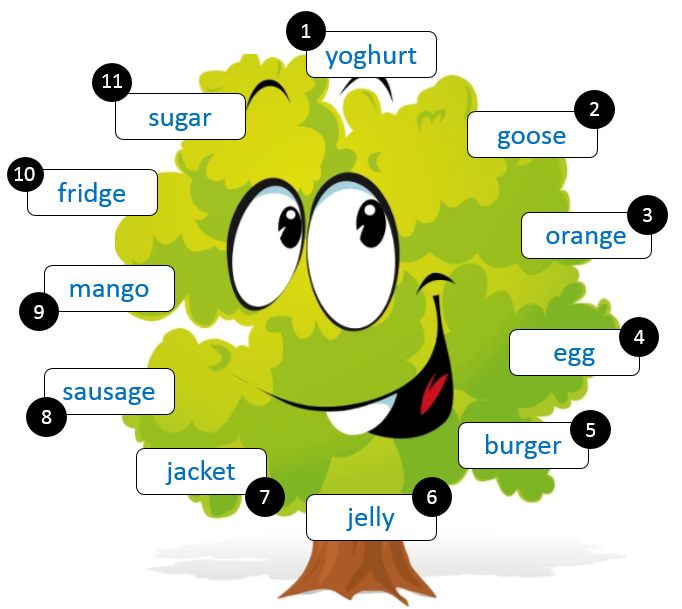 1 yoghurt
2 goose
3 orange
4 egg
5 burger
6 jelly
7 jacket
8 sausage
9 mango
10 fridge
11 sugar